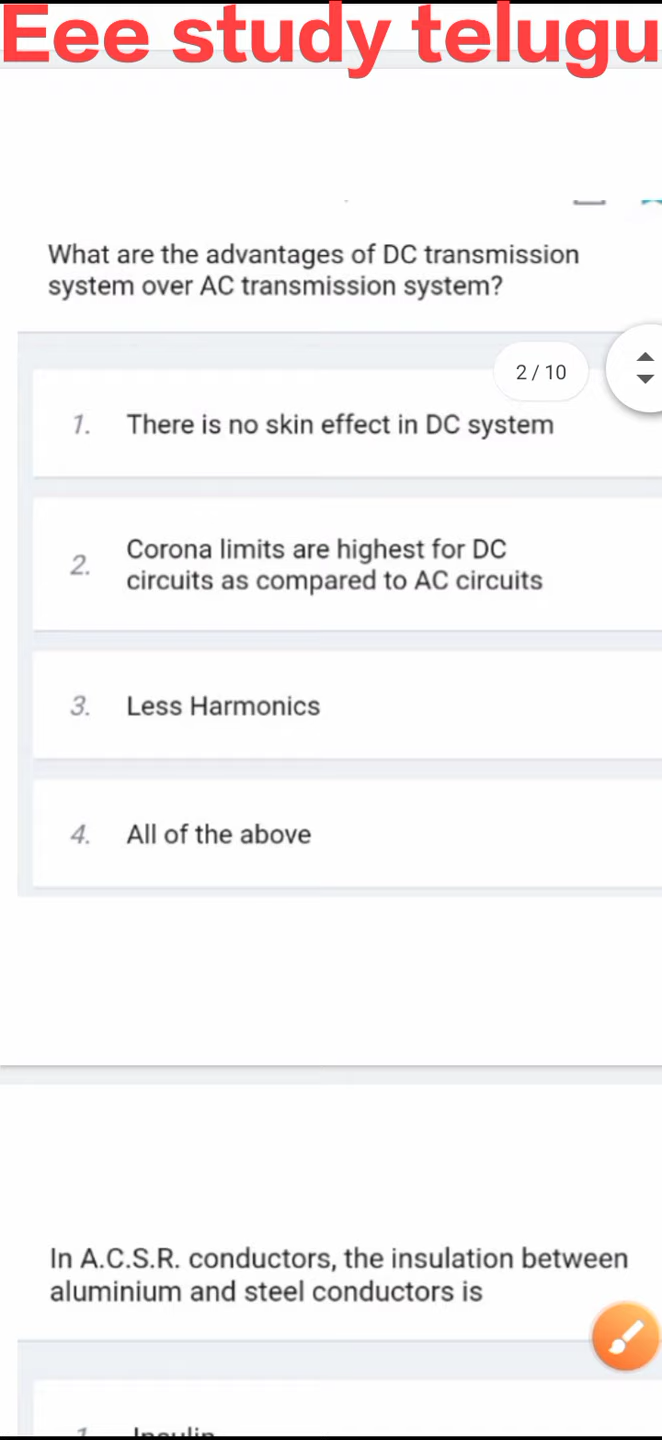 Eee study telugu
What are the advantages of DC transmission
system over AC transmission system?
2 / 10
1. There is no skin effect in DC system
2. Corona limits are highest for DC
circuits as compared to AC circuits
3. Less Harmonics
4. All of the above
In A.C.S.R. conductors, the insulation between
aluminium and steel conductors is